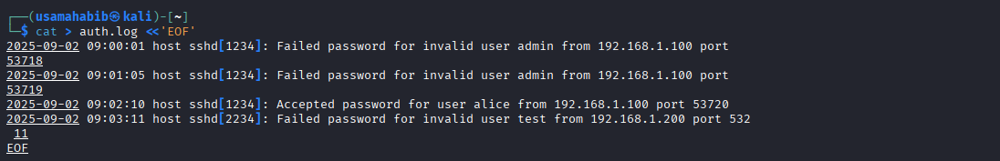 ┌──(usamahabib㉿kali)-[~]
└─$ cat > auth.log <<'EOF'
2025-09-02 09:00:01 host sshd[1234]: Failed password for invalid user admin from 192.168.1.100 port
53718
2025-09-02 09:01:05 host sshd[1234]: Failed password for invalid user admin from 192.168.1.100 port
53719
2025-09-02 09:02:10 host sshd[1234]: Accepted password for user alice from 192.168.1.100 port 53720
2025-09-02 09:03:11 host sshd[2234]: Failed password for invalid user test from 192.168.1.200 port 532
 11
EOF